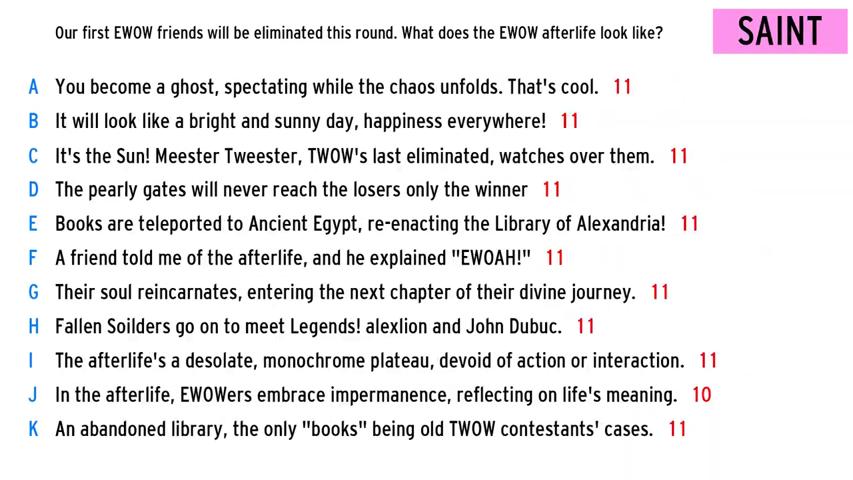 Our first EWOW friends will be eliminated this round. What does the EWOW afterlife look like?
SAINT
A You become a ghost, spectating while the chaos unfolds. That's cool. 11
B It will look like a bright and sunny day, happiness everywhere! 11
C It's the Sun! Meester Tweester, TWOW's last eliminated, watches over them. 11
D The pearly gates will never reach the losers only the winner 11
E Books are teleported to Ancient Egypt, re-enacting the Library of Alexandria! 11
F A friend told me of the afterlife, and he explained "EWOAH!" 11
G Their soul reincarnates, entering the next chapter of their divine journey. 11
H Fallen Soilders go on to meet Legends! alexlion and John Dubuc. 11
I The afterlife's a desolate, monochrome plateau, devoid of action or interaction. 11
J In the afterlife, EWOWers embrace impermanence, reflecting on life's meaning. 10
K An abandoned library, the only "books" being old TWOW contestants' cases. 11